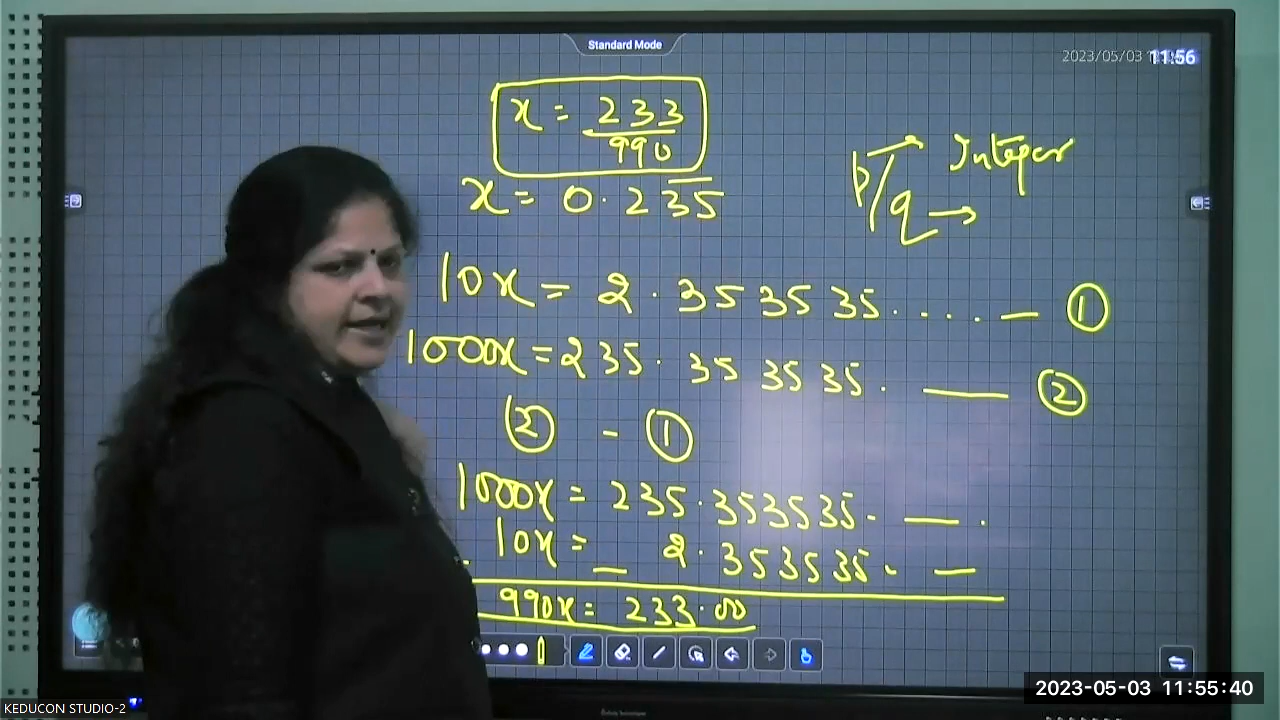 Standard Mode
2023/05/03 11:56
x = 233/990
x = 0.23̅5̅
p/q → Integer
10x = 2.353535..... — ①
1000x = 235.353535. — ②
② - ①
1000x = 235.353535. — .
10x = _ 2.353535. —
990x = 233.00
2023-05-03 11:55:40
KEDUCON STUDIO-2